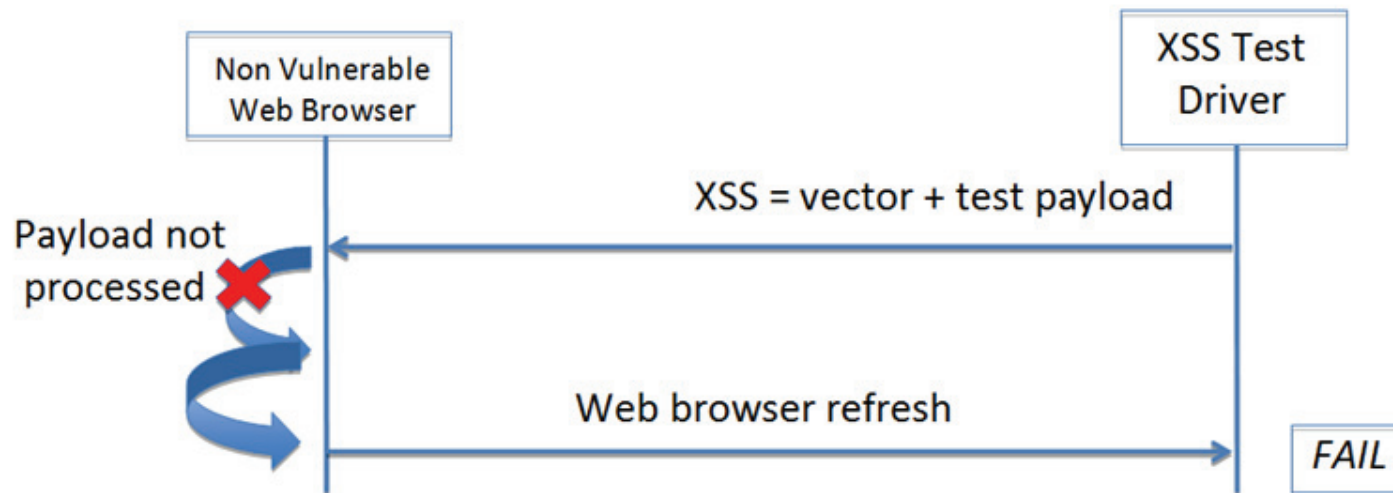 Non Vulnerable
Web Browser
XSS Test
Driver
XSS = vector + test payload
Payload not
processed
Web browser refresh
FAIL